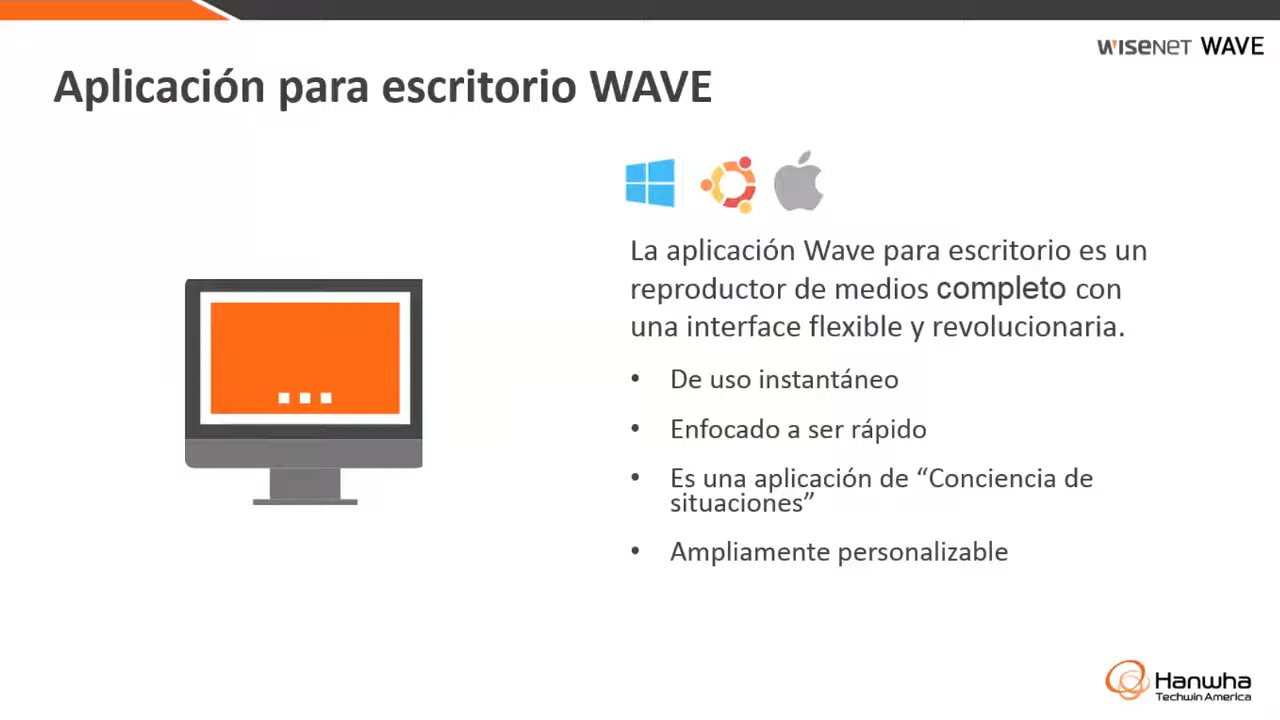 WISENET WAVE
Aplicación para escritorio WAVE
La aplicación Wave para escritorio es un
reproductor de medios completo con
una interface flexible y revolucionaria.
• De uso instantáneo
• Enfocado a ser rápido
• Es una aplicación de “Conciencia de
situaciones”
• Ampliamente personalizable
Hanwha
Techwin America